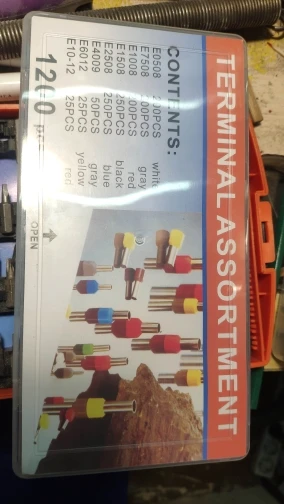 TERMINAL ASSORTMENT
CONTENTS:
E0508 200PCS white
E7508 200PCS gray
E1008 200PCS red
E1508 250PCS black
E2508 250PCS blue
E4009 50PCS gray
E6012 25PCS yellow
E10-12 25PCS red
1200
OPEN